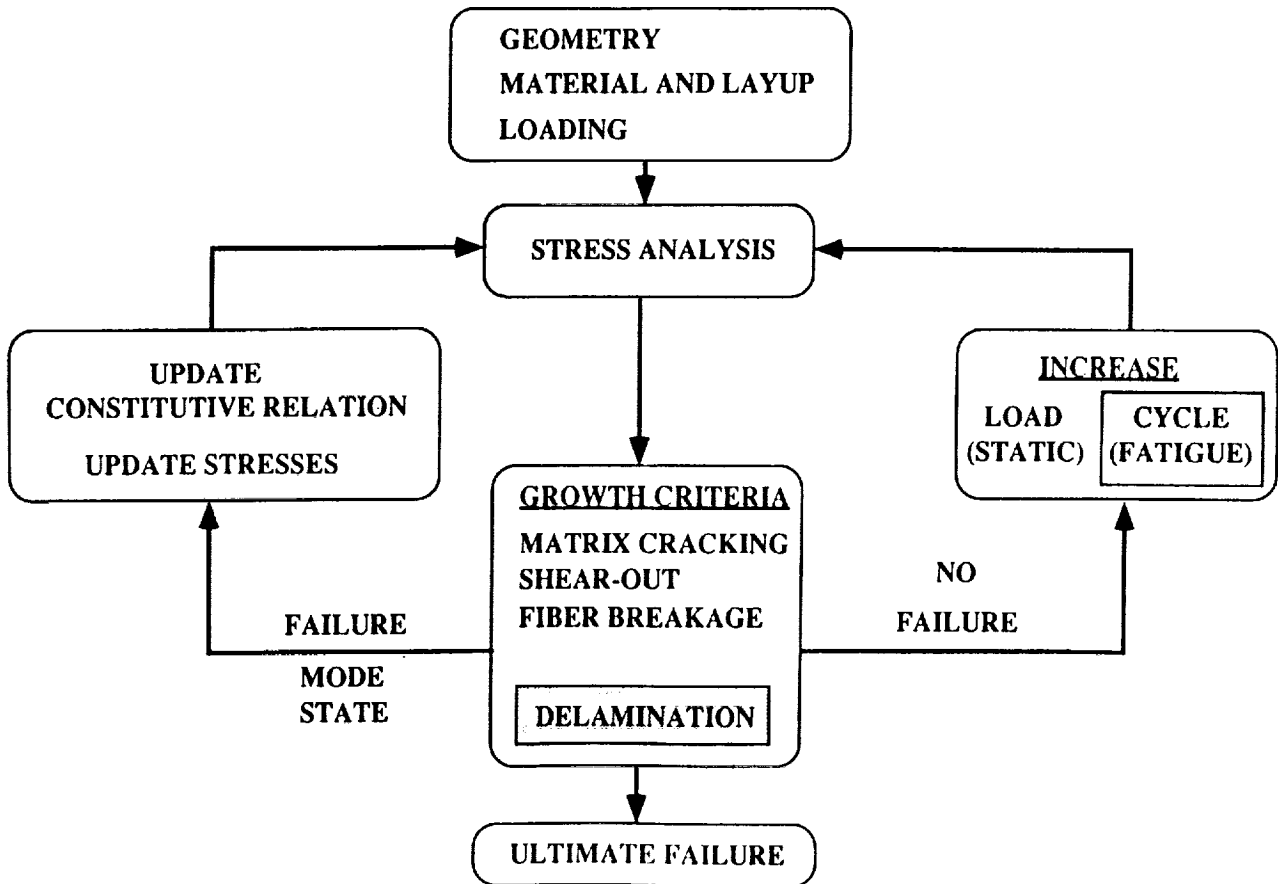 GEOMETRY
MATERIAL AND LAYUP
LOADING
STRESS ANALYSIS
UPDATE
CONSTITUTIVE RELATION
UPDATE STRESSES
INCREASE
LOAD
(STATIC)
CYCLE
(FATIGUE)
GROWTH CRITERIA
MATRIX CRACKING
SHEAR-OUT
FIBER BREAKAGE
DELAMINATION
FAILURE
MODE
STATE
NO
FAILURE
ULTIMATE FAILURE